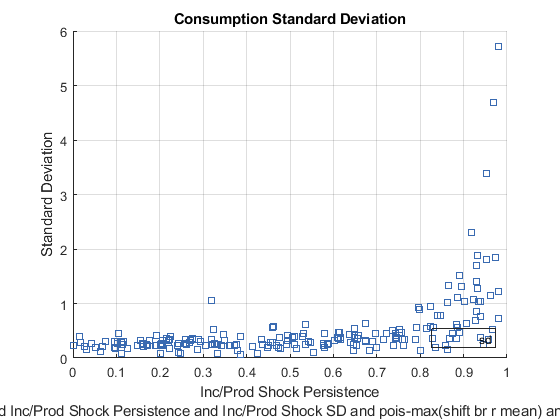 Consumption Standard Deviation
6
5
4
3
2
1
0
Standard Deviation
sd
0 0.1 0.2 0.3 0.4 0.5 0.6 0.7 0.8 0.9 1
Inc/Prod Shock Persistence
d Inc/Prod Shock Persistence and Inc/Prod Shock SD and pois-max(shift br r mean) a